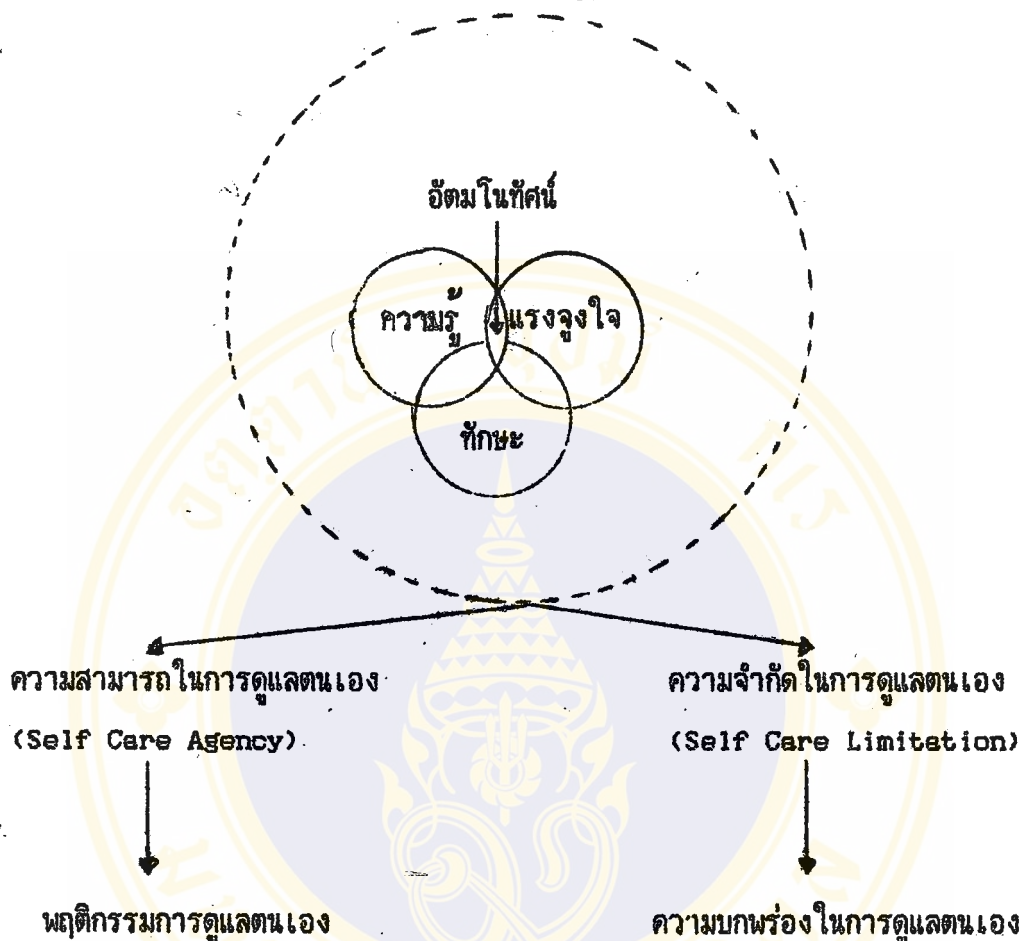 อัตมโนทัศน์
ความรู้ แรงจูงใจ
ทักษะ
ความสามารถในการดูแลตนเอง ความจำกัดในการดูแลตนเอง
(Self Care Agency) (Self Care Limitation)
พฤติกรรมการดูแลตนเอง ความบกพร่องในการดูแลตนเอง